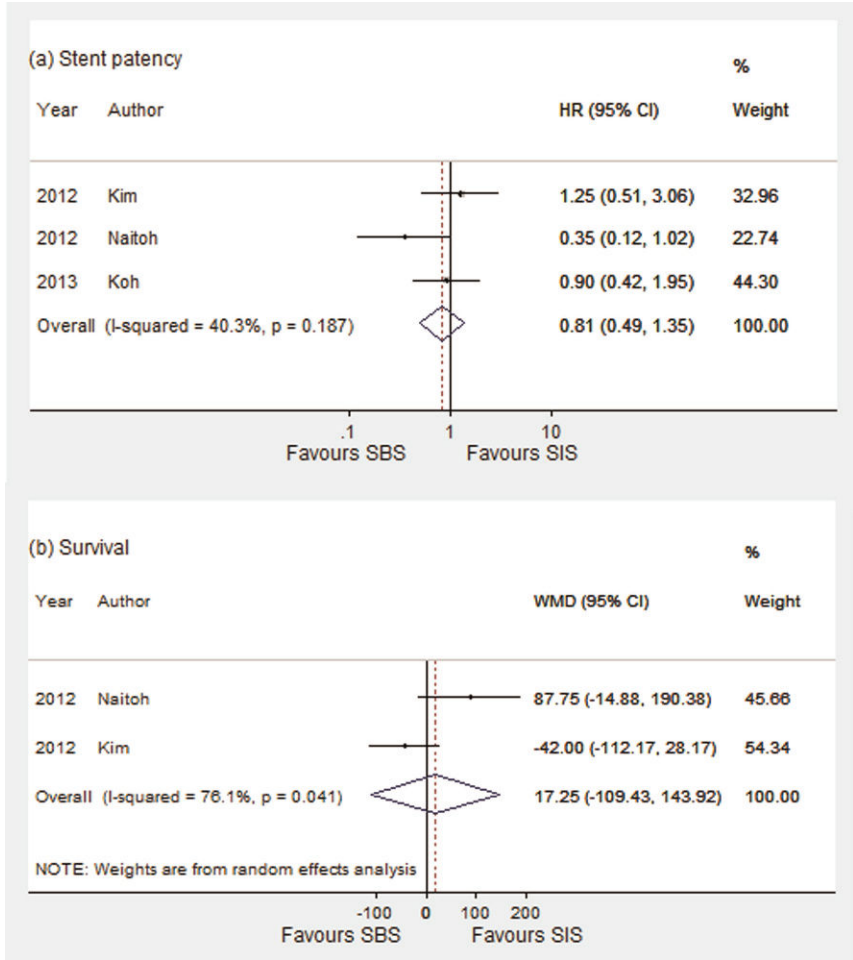 (a) Stent patency
%
Year Author HR (95% CI) Weight
2012 Kim 1.25 (0.51, 3.06) 32.96
2012 Naitoh 0.35 (0.12, 1.02) 22.74
2013 Koh 0.90 (0.42, 1.95) 44.30
Overall (I-squared = 40.3%, p = 0.187) 0.81 (0.49, 1.35) 100.00
.1 1 10
Favours SBS Favours SIS
(b) Survival
%
Year Author WMD (95% CI) Weight
2012 Naitoh 87.75 (-14.88, 190.38) 45.66
2012 Kim -42.00 (-112.17, 28.17) 54.34
Overall (I-squared = 76.1%, p = 0.041) 17.25 (-109.43, 143.92) 100.00
NOTE: Weights are from random effects analysis
-100 0 100 200
Favours SBS Favours SIS